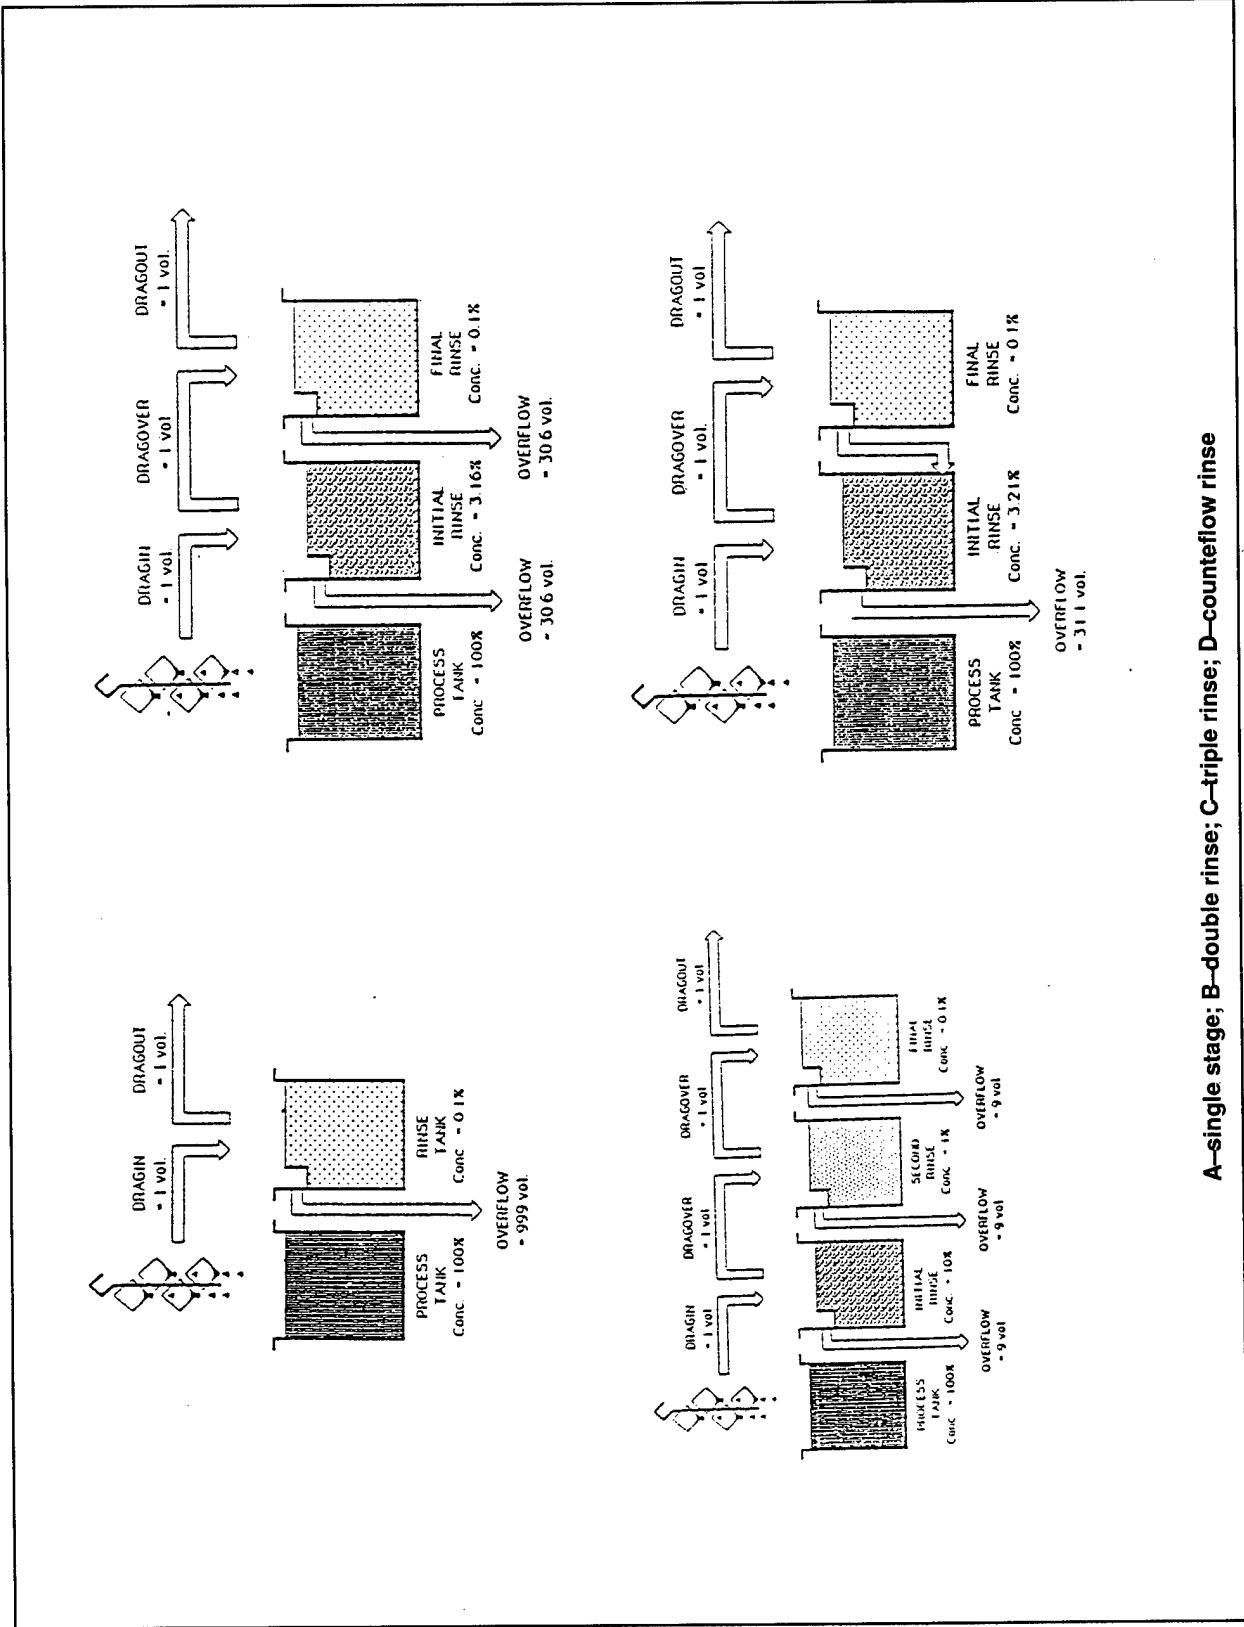 DRAGIN
= 1 vol.
DRAGOUT
= 1 vol.
PROCESS
TANK
Conc. = 100%
RINSE
TANK
Conc = 0.1%
OVERFLOW
= 999 vol.
DRAGIN
= 1 vol.
DRAGOVER
= 1 vol
DRAGOUT
= 1 vol.
PROCESS
TANK
Conc = 100%
INITIAL
RINSE
Conc. = 3.16%
FINAL
RINSE
Conc. = 0.1%
OVERFLOW
= 30 6 vol.
OVERFLOW
= 30 6 vol.
DRAGIN
= 1 vol
DRAGOVER
= 1 vol
DRAGOVER
= 1 vol
DRAGOUT
= 1 vol
PROCESS
TANK
Conc = 100%
INITIAL
RINSE
Conc. = 10%
SECOND
RINSE
Conc = 1%
FINAL
RINSE
Conc = 0.1%
OVERFLOW
= 9 vol
OVERFLOW
= 9 vol
OVERFLOW
= 9 vol
DRAGIN
= 1 vol
DRAGOVER
= 1 vol.
DRAGOUT
= 1 vol
PROCESS
TANK
Conc = 100%
INITIAL
RINSE
Conc = 3.21%
FINAL
RINSE
Conc = 0 1%
OVERFLOW
= 31 1 vol.
A–single stage; B–double rinse; C–triple rinse; D–counteflow rinse